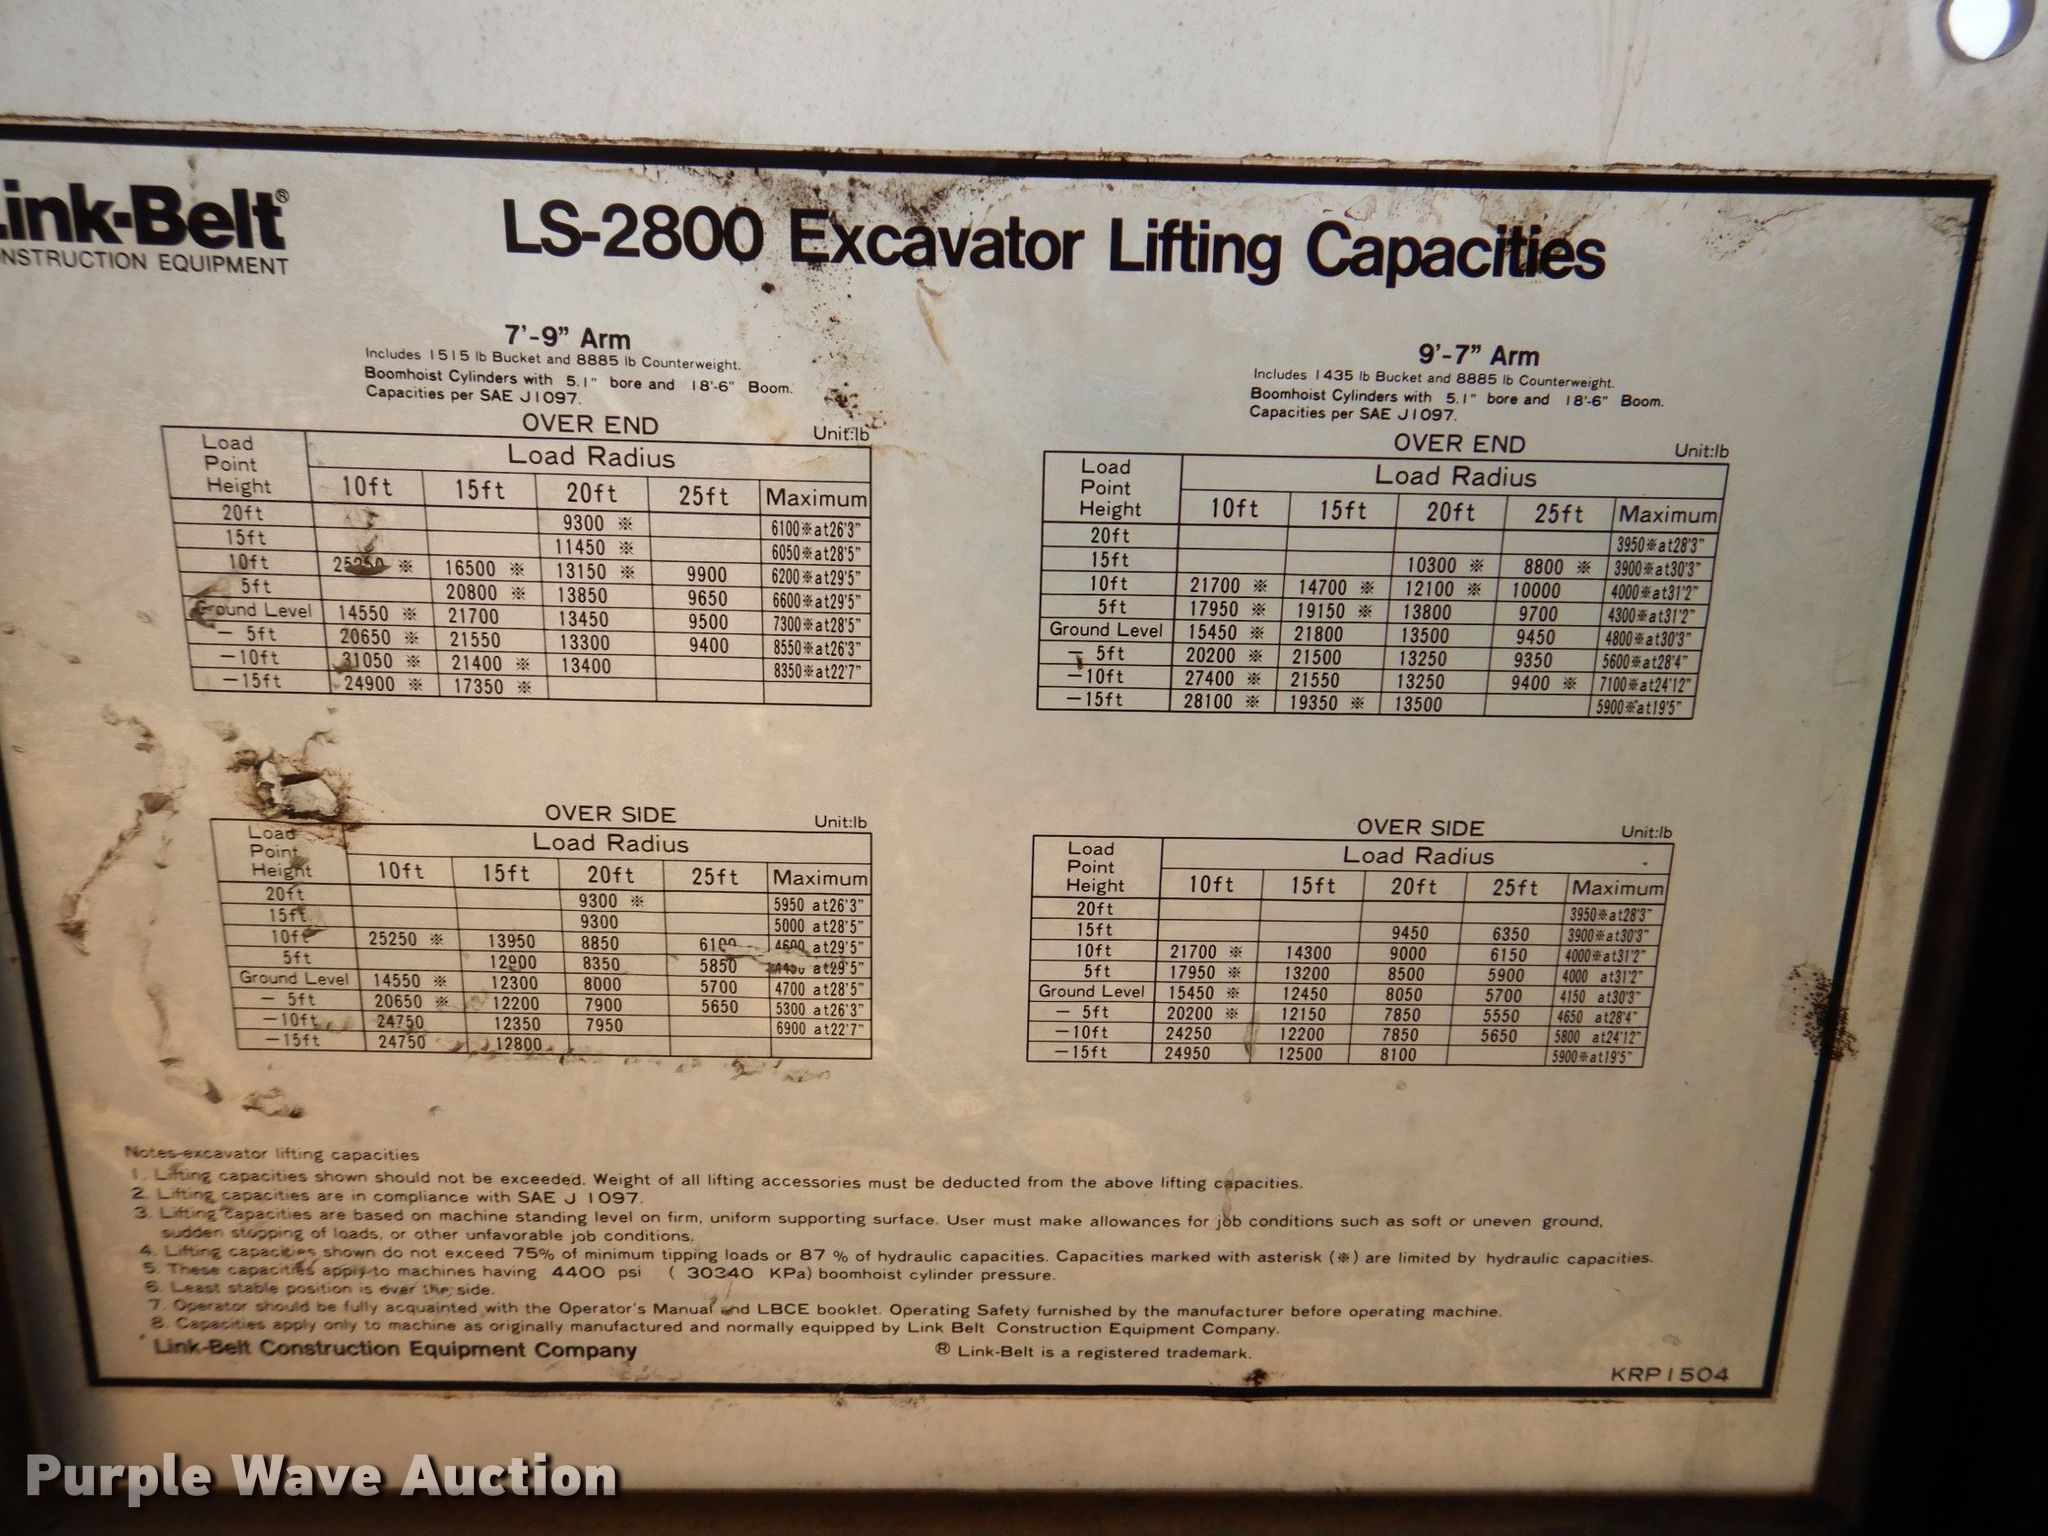 Link-Belt®
CONSTRUCTION EQUIPMENT
LS-2800 Excavator Lifting Capacities
7'-9" Arm
Includes 1515 lb Bucket and 8885 lb Counterweight.
Boomhoist Cylinders with 5.1" bore and 18'-6" Boom.
Capacities per SAE J1097.
OVER END
Unit:lb
Load Point Height Load Radius
10ft 15ft 20ft 25ft Maximum
20ft 9300 ※ 6100※at26'3"
15ft 11450 ※ 6050※at28'5"
10ft 25250 ※ 16500 ※ 13150 ※ 9900 6200※at29'5"
5ft 20800 ※ 13850 9650 6600※at29'5"
Ground Level 14550 ※ 21700 13450 9500 7300※at28'5"
-5ft 20650 ※ 21550 13300 9400 8550※at26'3"
-10ft 31050 ※ 21400 ※ 13400 8350※at22'7"
-15ft 24900 ※ 17350 ※
9'-7" Arm
Includes 1435 lb Bucket and 8885 lb Counterweight.
Boomhoist Cylinders with 5.1" bore and 18'-6" Boom.
Capacities per SAE J1097.
OVER END
Unit:lb
Load Point Height Load Radius
10ft 15ft 20ft 25ft Maximum
20ft 3950※at28'3"
15ft 10300 ※ 8800 ※ 3900※at30'3"
10ft 21700 ※ 14700 ※ 12100 ※ 10000 4000※at31'2"
5ft 17950 ※ 19150 ※ 13800 9700 4300※at31'2"
Ground Level 15450 ※ 21800 13500 9450 4800※at30'3"
-5ft 20200 ※ 21500 13250 9350 5600※at28'4"
-10ft 27400 ※ 21550 13250 9400 ※ 7100※at24'12"
-15ft 28100 ※ 19350 ※ 13500 5900※at19'5"
OVER SIDE
Unit:lb
Load Point Height Load Radius
10ft 15ft 20ft 25ft Maximum
20ft 9300 ※ 5950 at26'3"
15ft 9300 5000 at28'5"
10ft 25250 ※ 13950 8850 6100 4600 at29'5"
5ft 12900 8350 5850 at29'5"
Ground Level 14550 ※ 12300 8000 5700 4700 at28'5"
-5ft 20650 ※ 12200 7900 5650 5300 at26'3"
-10ft 24750 12350 7950 6900 at22'7"
-15ft 24750 12800
OVER SIDE
Unit:lb
Load Point Height Load Radius
10ft 15ft 20ft 25ft Maximum
20ft 3950※at28'3"
15ft 9450 6350 3900※at30'3"
10ft 21700 ※ 14300 9000 6150 4000※at31'2"
5ft 17950 ※ 13200 8500 5900 4000 at31'2"
Ground Level 15450 ※ 12450 8050 5700 4150 at30'3"
-5ft 20200 ※ 12150 7850 5550 4650 at28'4"
-10ft 24250 12200 7850 5650 5800 at24'12"
-15ft 24950 12500 8100 5900※at19'5"
Notes-excavator lifting capacities
1. Lifting capacities shown should not be exceeded. Weight of all lifting accessories must be deducted from the above lifting capacities.
2. Lifting capacities are in compliance with SAE J 1097.
3. Lifting capacities are based on machine standing level on firm, uniform supporting surface. User must make allowances for job conditions such as soft or uneven ground,
sudden stopping of loads, or other unfavorable job conditions.
4. Lifting capacities shown do not exceed 75% of minimum tipping loads or 87 % of hydraulic capacities. Capacities marked with asterisk (※) are limited by hydraulic capacities.
5. These capacities apply to machines having 4400 psi ( 30340 KPa) boomhoist cylinder pressure.
6. Least stable position is over the side.
7. Operator should be fully acquainted with the Operator's Manual and LBCE booklet. Operating Safety furnished by the manufacturer before operating machine.
8. Capacities apply only to machine as originally manufactured and normally equipped by Link Belt Construction Equipment Company.
Link-Belt Construction Equipment Company
® Link-Belt is a registered trademark.
KRP1504
Purple Wave Auction